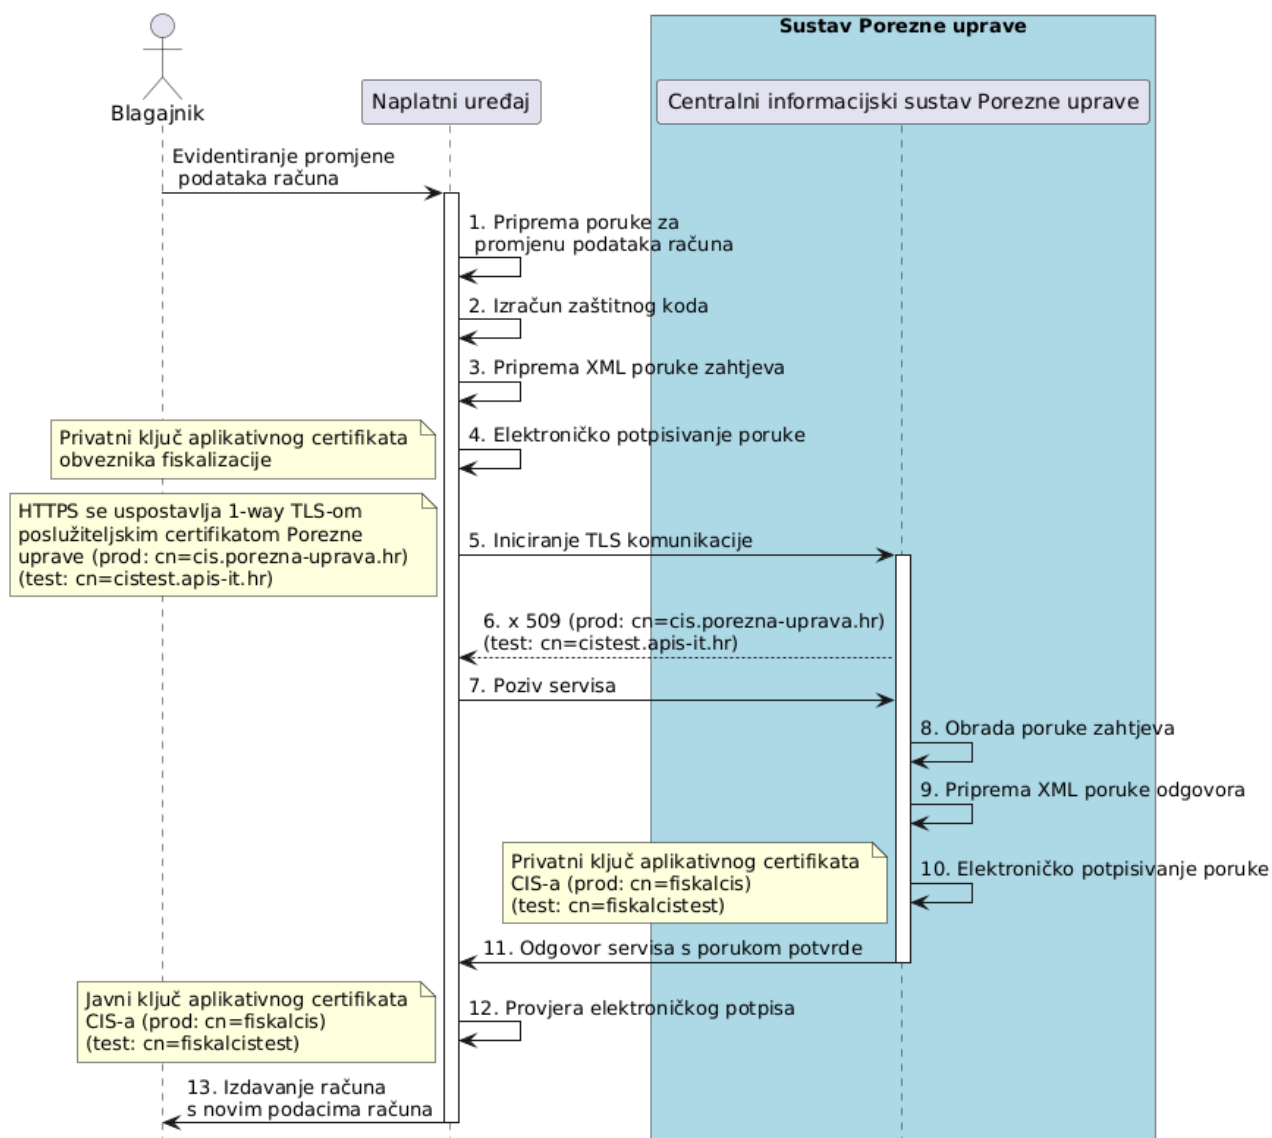 Sustav Porezne uprave
Blagajnik
Naplatni uređaj
Centralni informacijski sustav Porezne uprave
Evidentiranje promjene
podataka računa
1. Priprema poruke za
promjenu podataka računa
2. Izračun zaštitnog koda
3. Priprema XML poruke zahtjeva
Privatni ključ aplikativnog certifikata
obveznika fiskalizacije
4. Elektroničko potpisivanje poruke
HTTPS se uspostavlja 1-way TLS-om
poslužiteljskim certifikatom Porezne
uprave (prod: cn=cis.porezna-uprava.hr)
(test: cn=cistest.apis-it.hr)
5. Iniciranje TLS komunikacije
6. x 509 (prod: cn=cis.porezna-uprava.hr)
(test: cn=cistest.apis-it.hr)
7. Poziv servisa
8. Obrada poruke zahtjeva
9. Priprema XML poruke odgovora
Privatni ključ aplikativnog certifikata
CIS-a (prod: cn=fiskalcis)
(test: cn=fiskalcistest)
10. Elektroničko potpisivanje poruke
11. Odgovor servisa s porukom potvrde
Javni ključ aplikativnog certifikata
CIS-a (prod: cn=fiskalcis)
(test: cn=fiskalcistest)
12. Provjera elektroničkog potpisa
13. Izdavanje računa
s novim podacima računa